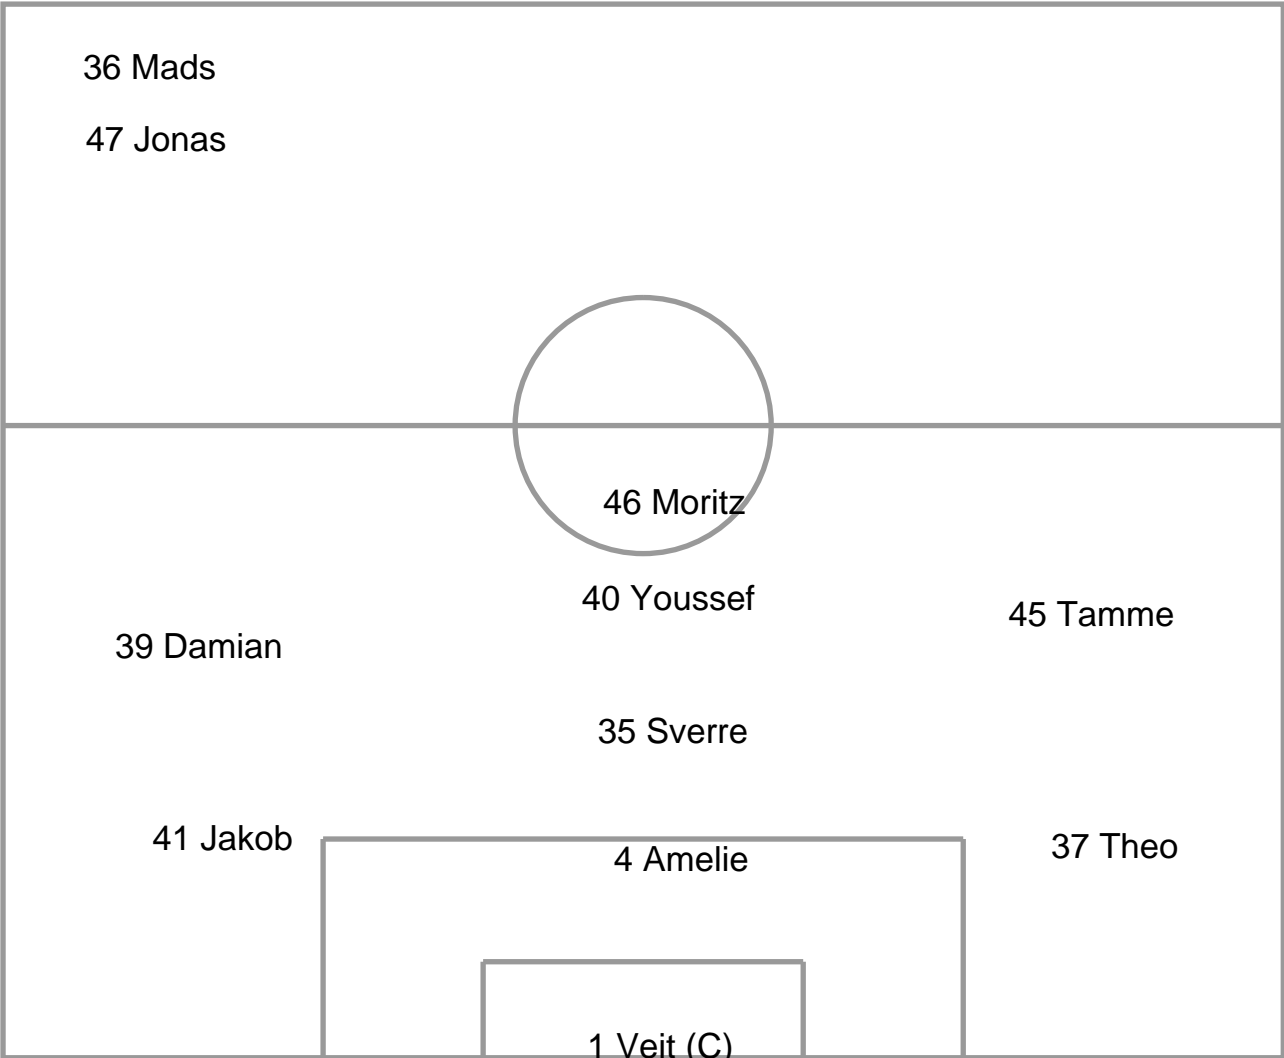 36 Mads
47 Jonas
46 Moritz
40 Youssef
45 Tamme
39 Damian
35 Sverre
41 Jakob
37 Theo
4 Amelie
1 Veit (C)